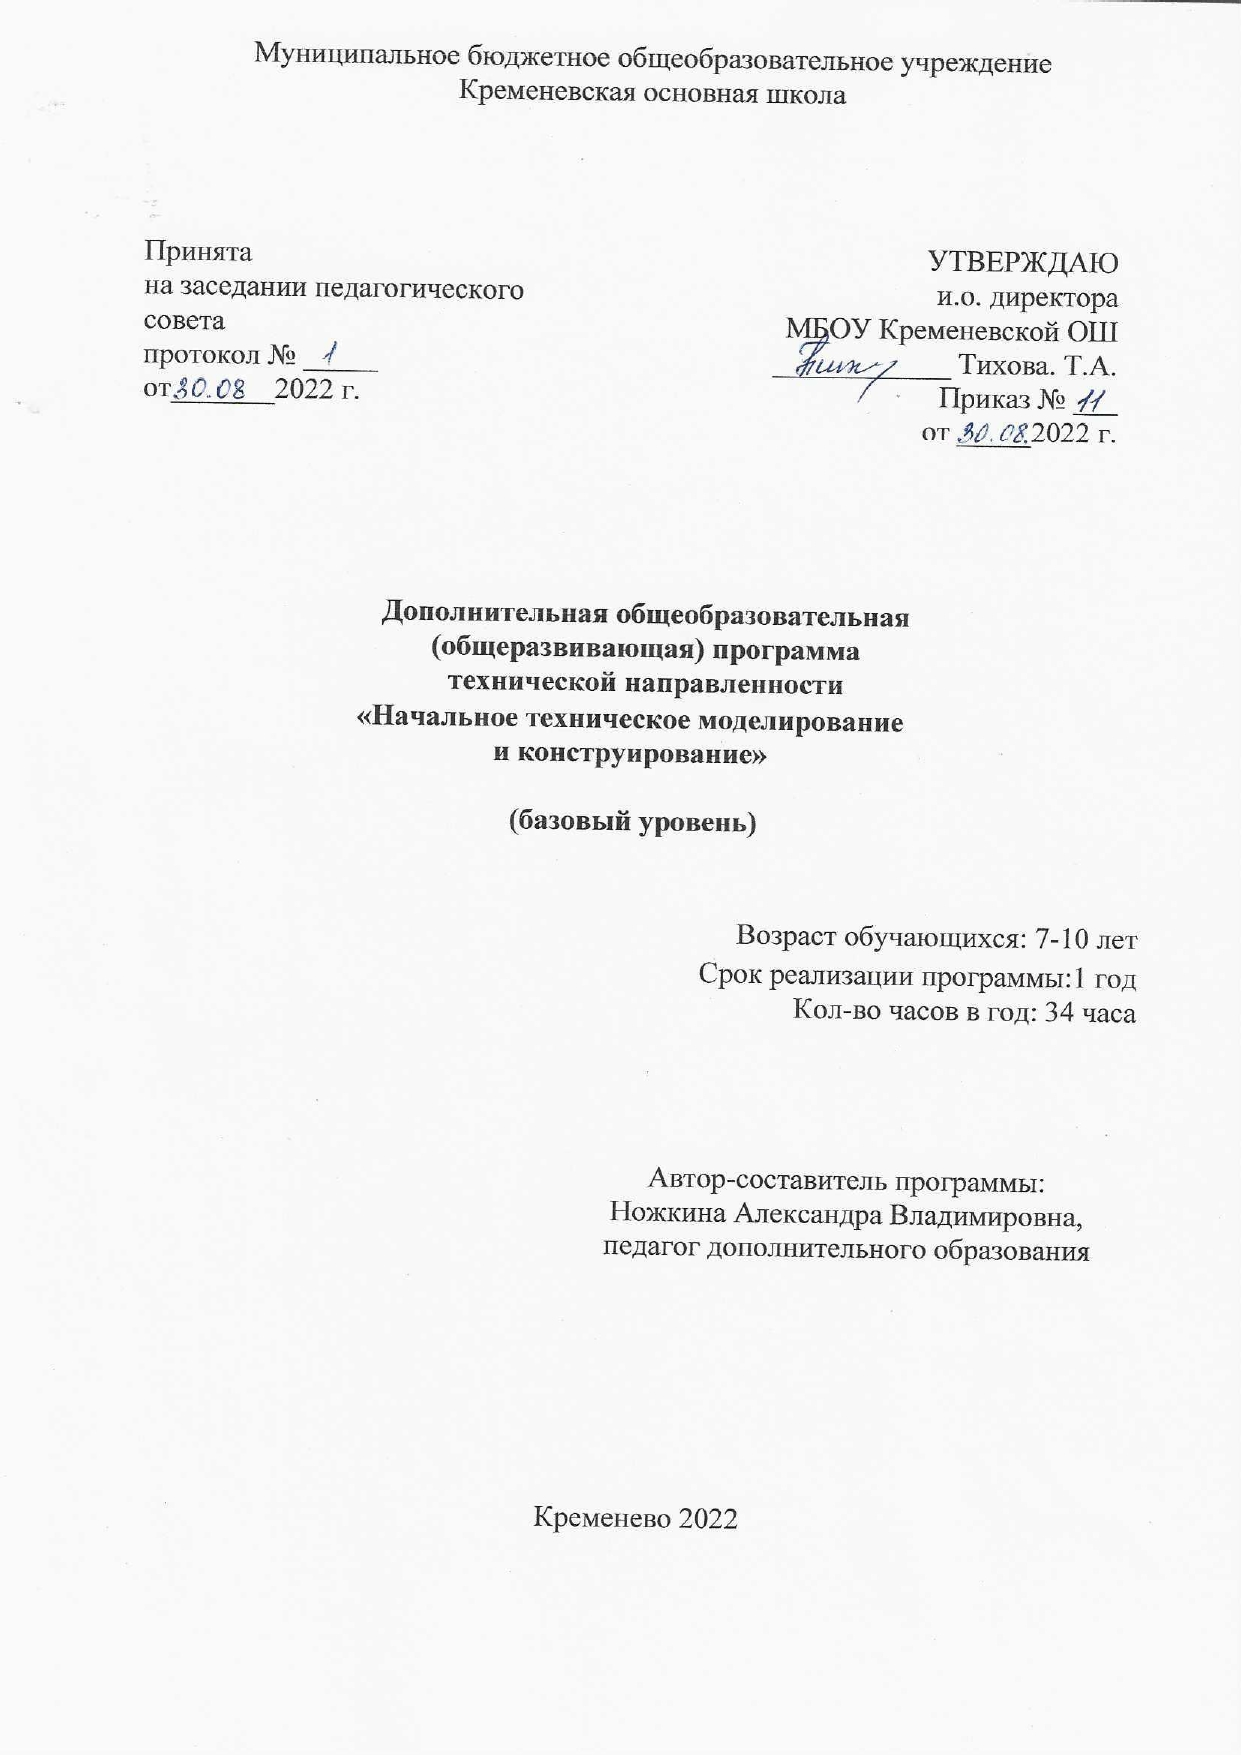 Муниципальное бюджетное общеобразовательное учреждение
Кременевская основная школа
Принята
на заседании педагогического
совета
протокол № 1
от 30.08 2022 г.
УТВЕРЖДАЮ
и.о. директора
МБОУ Кременевской ОШ
Тихова. Т.А.
Приказ № 11
от 30.08.2022 г.
Дополнительная общеобразовательная
(общеразвивающая) программа
технической направленности
«Начальное техническое моделирование
и конструирование»
(базовый уровень)
Возраст обучающихся: 7-10 лет
Срок реализации программы:1 год
Кол-во часов в год: 34 часа
Автор-составитель программы:
Ножкина Александра Владимировна,
педагог дополнительного образования
Кременево 2022